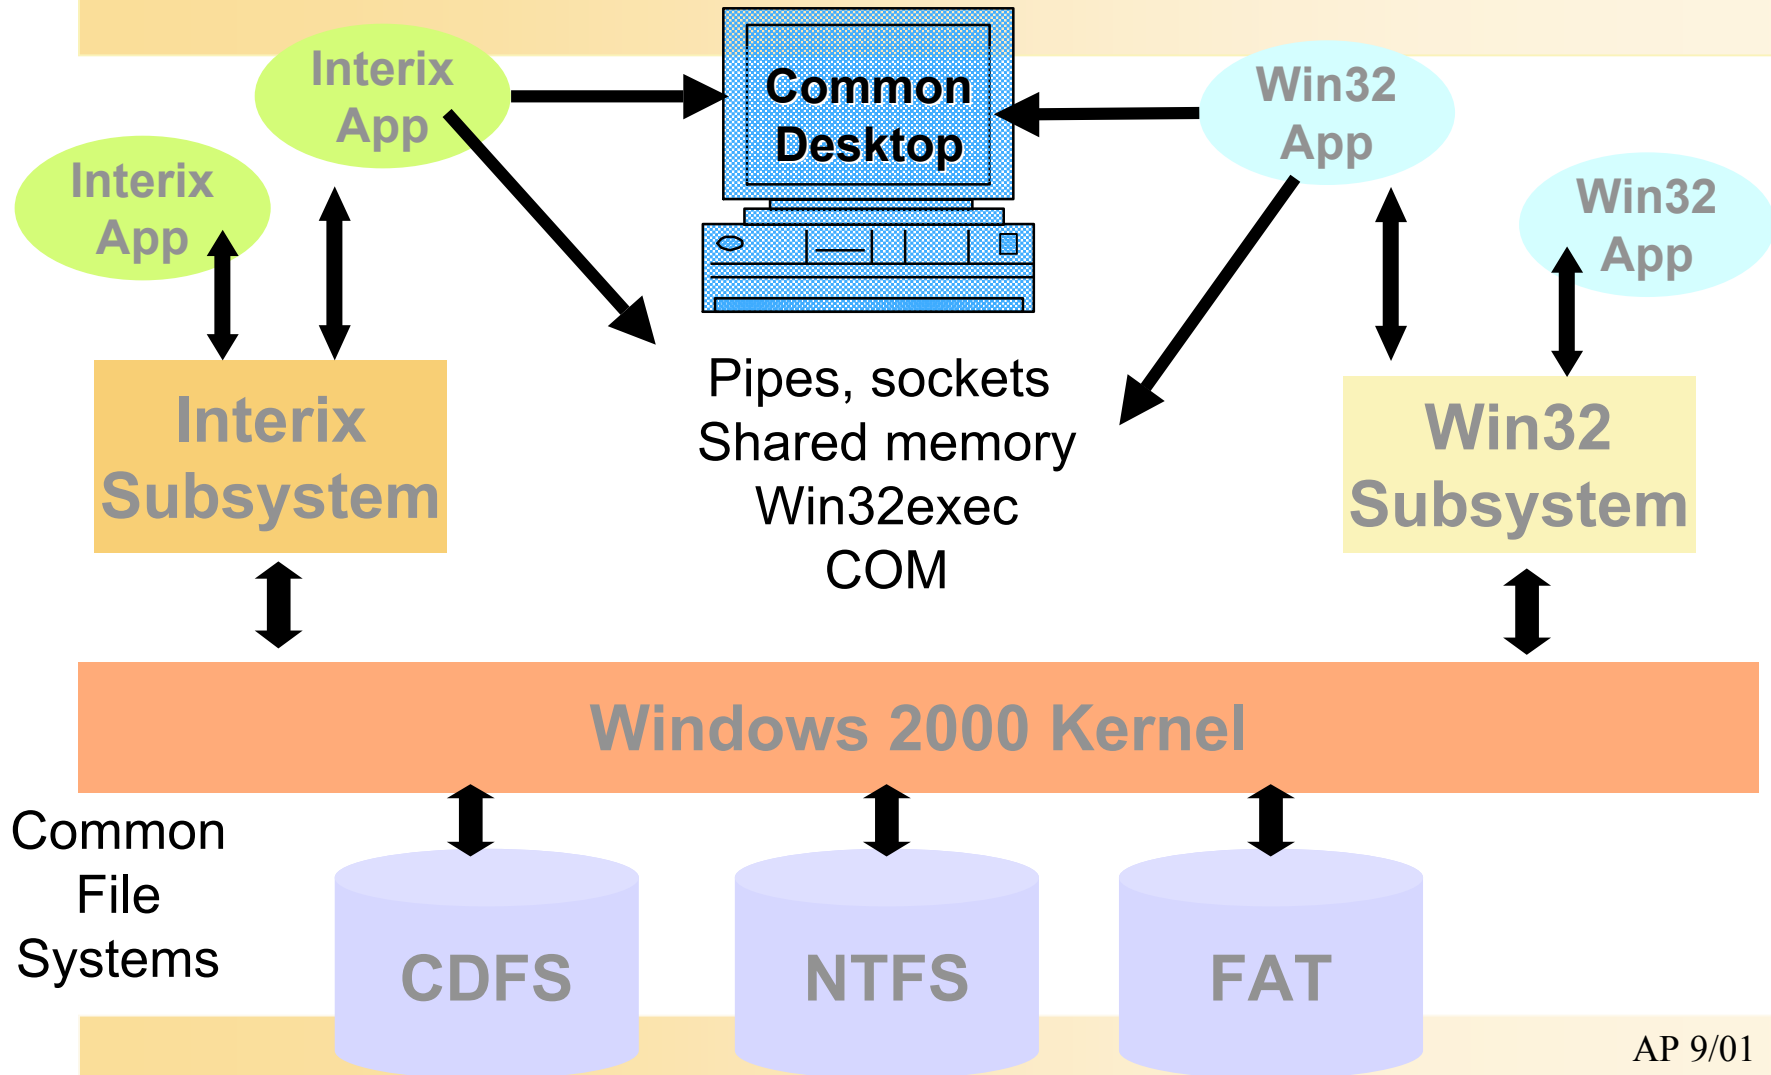 Interix
App
Interix
App
Common
Desktop
Win32
App
Win32
App
Pipes, sockets
Shared memory
Win32exec
COM
Interix
Subsystem
Win32
Subsystem
Windows 2000 Kernel
Common
File
Systems
CDFS
NTFS
FAT
AP 9/01